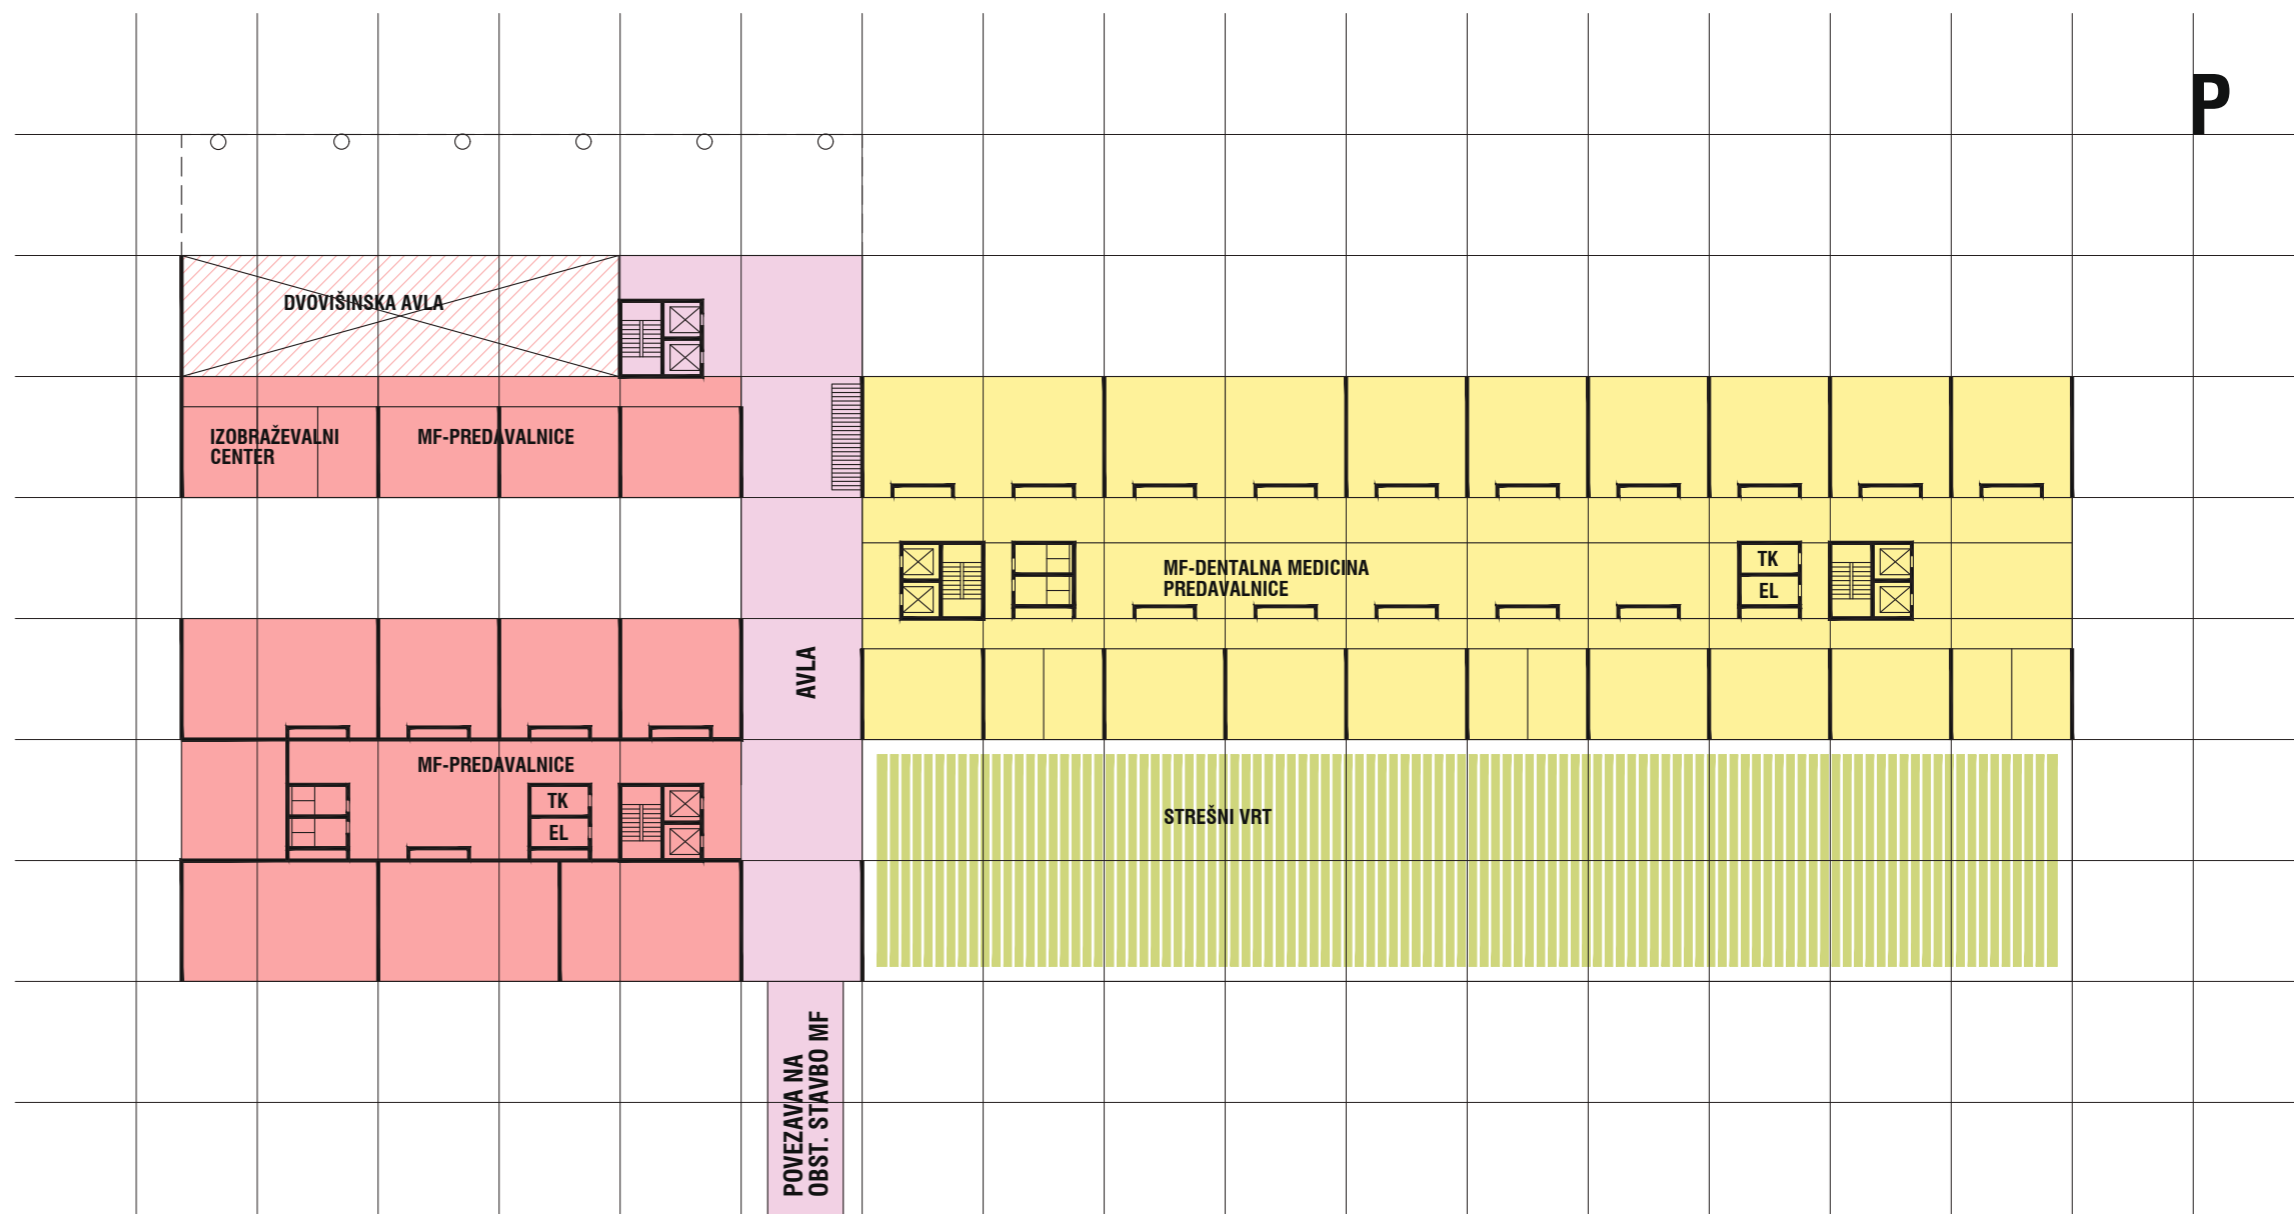 P
DVOVIŠINSKA AVLA
IZOBRAŽEVALNI
CENTER
MF-PREDAVALNICE
MF-DENTALNA MEDICINA
PREDAVALNICE
TK
EL
AVLA
MF-PREDAVALNICE
TK
EL
STREŠNI VRT
POVEZAVA NA
OBST. STAVBO MF